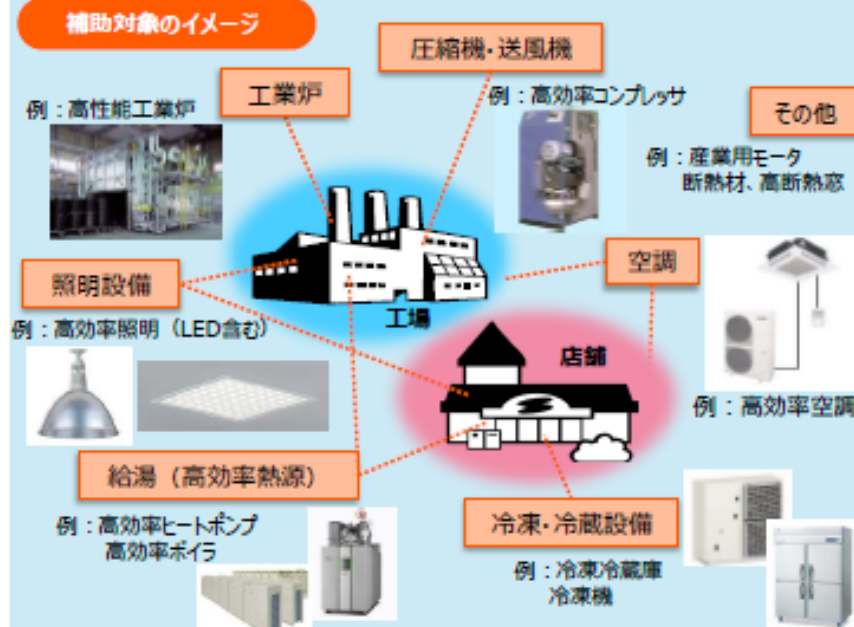 補助対象のイメージ
圧縮機・送風機
工業炉
例：高効率コンプレッサ
その他
例：高性能工業炉
例：産業用モータ
断熱材、高断熱窓
空調
照明設備
工場
例：高効率照明（LED含む）
店舗
例：高効率空調
給湯（高効率熱源）
冷凍・冷蔵設備
例：高効率ヒートポンプ
高効率ボイラ
例：冷凍冷蔵庫
冷凍機